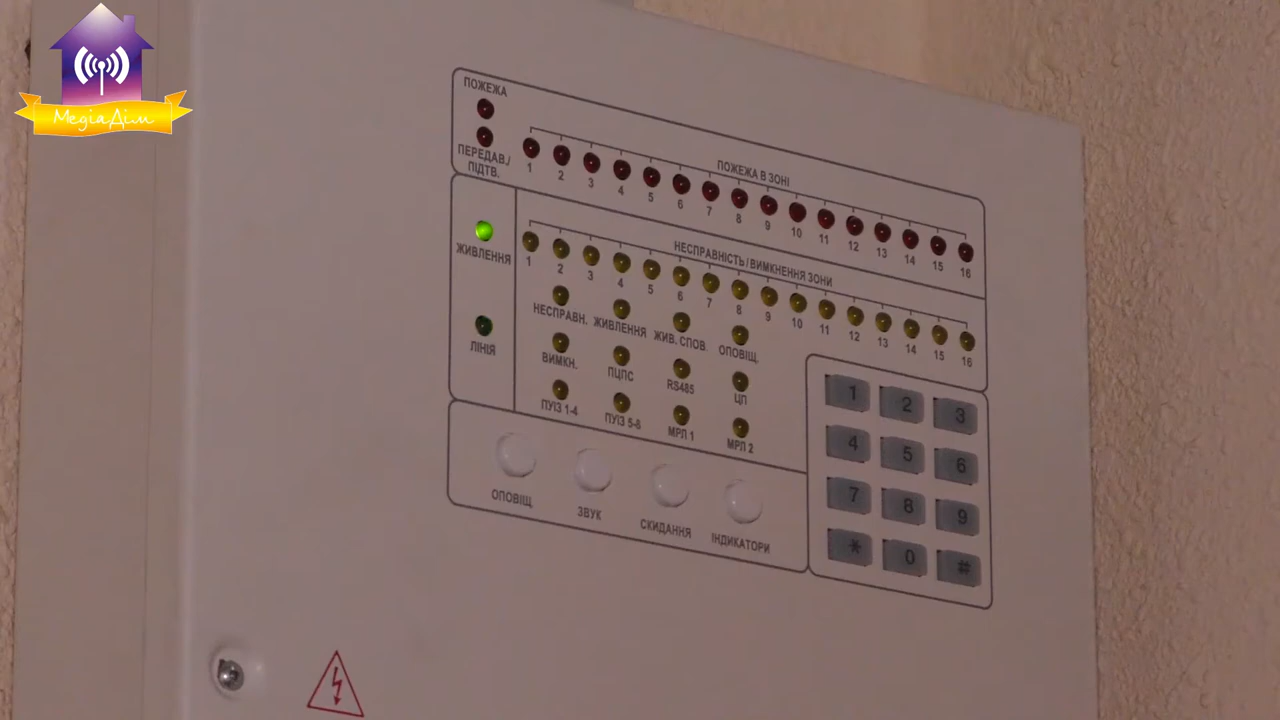 МедіаДім
ПОЖЕЖА
ПЕРЕДАВ./
ПІДТВ.
ПОЖЕЖА В ЗОНІ
1 2 3 4 5 6 7 8 9 10 11 12 13 14 15 16
ЖИВЛЕННЯ
ЛІНІЯ
НЕСПРАВНІСТЬ / ВИМКНЕННЯ ЗОНИ
1 2 3 4 5 6 7 8 9 10 11 12 13 14 15 16
НЕСПРАВН. ЖИВЛЕННЯ ЖИВ. СПОВ. ОПОВІЩ.
ВИМКН. ПЦПС RS485 ЦП
ПУІЗ 1-4 ПУІЗ 5-8 МРЛ 1 МРЛ 2
ОПОВІЩ. ЗВУК СКИДАННЯ ІНДИКАТОРИ
1 2 3
4 5 6
7 8 9
* 0 #